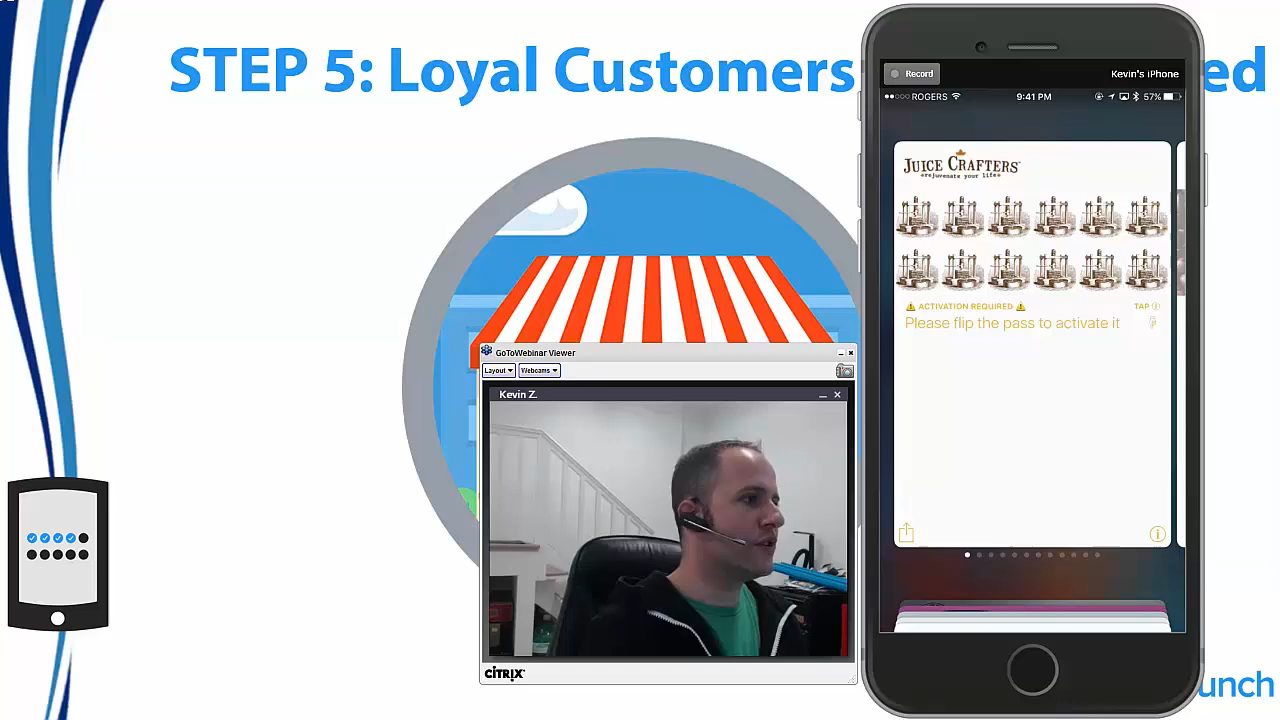 STEP 5: Loyal Customers
ed
Record
Kevin's iPhone
ROGERS
9:41 PM
57%
JUICE CRAFTERS
rejuvenate your life
⚠ ACTIVATION REQUIRED ⚠
TAP ⓘ
Please flip the pass to activate it
GoToWebinar Viewer
Layout
Webcams
Kevin Z.
CITRIX
unch